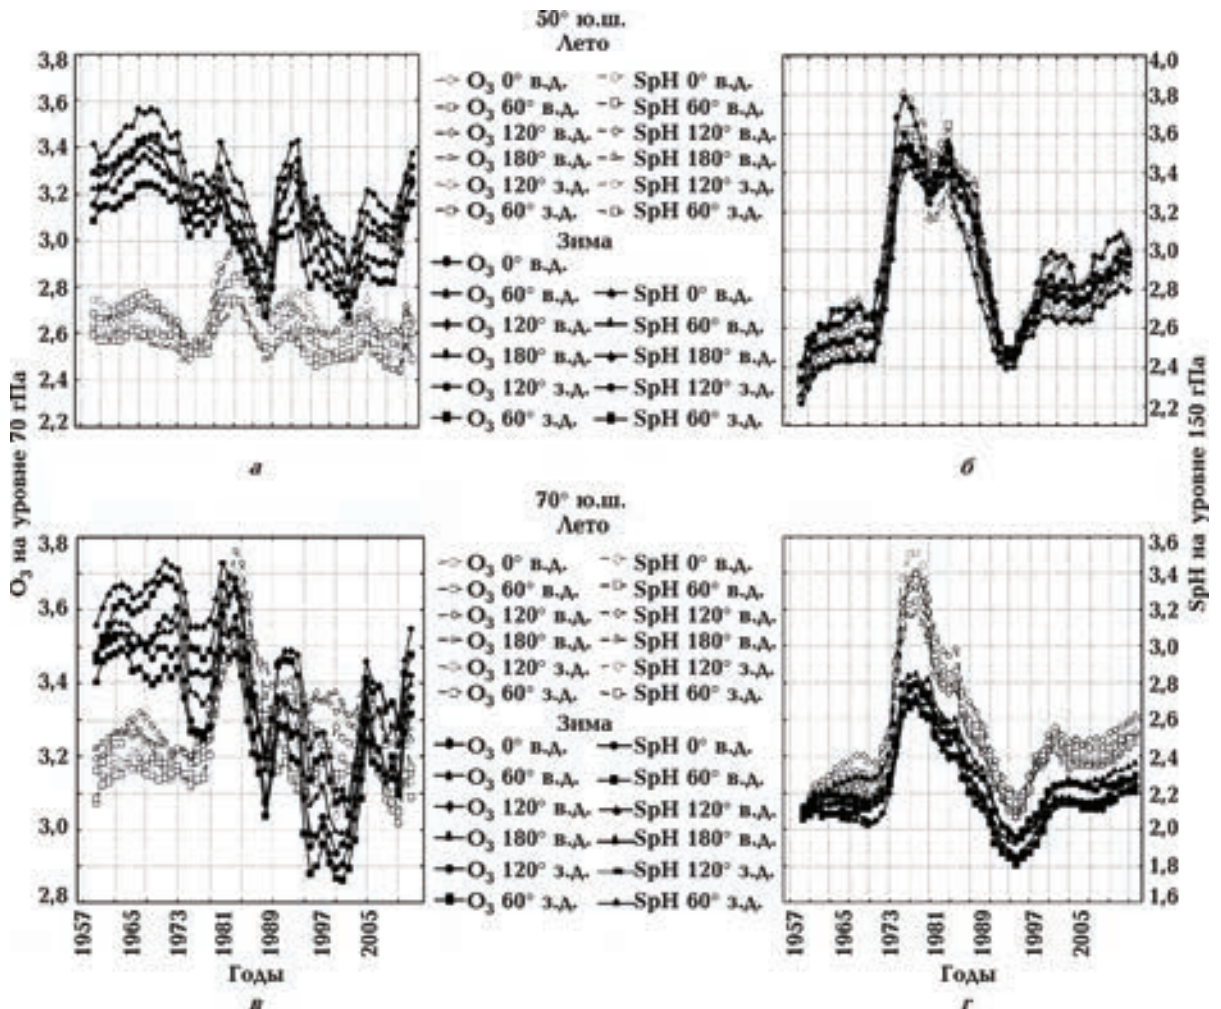 50° ю.ш.
Лето
O₃ на уровне 70 гПа
3,8
3,6
3,4
3,2
3,0
2,8
2,6
2,4
2,2
O₃ 0° в.д. SpH 0° в.д.
O₃ 60° в.д. SpH 60° в.д.
O₃ 120° в.д. SpH 120° в.д.
O₃ 180° в.д. SpH 180° в.д.
O₃ 120° з.д. SpH 120° з.д.
O₃ 60° з.д. SpH 60° з.д.
Зима
O₃ 0° в.д.
O₃ 60° в.д. SpH 0° в.д.
O₃ 120° в.д. SpH 60° в.д.
O₃ 180° в.д. SpH 180° в.д.
O₃ 120° з.д. SpH 120° з.д.
O₃ 60° з.д. SpH 60° з.д.
4,0
3,8
3,6
3,4
3,2
3,0
2,8
2,6
2,4
2,2
SpH на уровне 150 гПа
а
б
70° ю.ш.
Лето
3,8
3,6
3,4
3,2
3,0
2,8
O₃ 0° в.д. SpH 0° в.д.
O₃ 60° в.д. SpH 60° в.д.
O₃ 120° в.д. SpH 120° в.д.
O₃ 180° в.д. SpH 180° в.д.
O₃ 120° з.д. SpH 120° з.д.
O₃ 60° з.д. SpH 60° з.д.
Зима
O₃ 0° в.д. SpH 0° в.д.
O₃ 60° в.д. SpH 60° в.д.
O₃ 120° в.д. SpH 120° в.д.
O₃ 180° в.д. SpH 180° в.д.
O₃ 120° з.д. SpH 120° з.д.
O₃ 60° з.д. SpH 60° з.д.
3,6
3,4
3,2
3,0
2,8
2,6
2,4
2,2
2,0
1,8
1,6
1957 1965 1973 1981 1989 1997 2005
Годы
в
1957 1965 1973 1981 1989 1997 2005
Годы
г